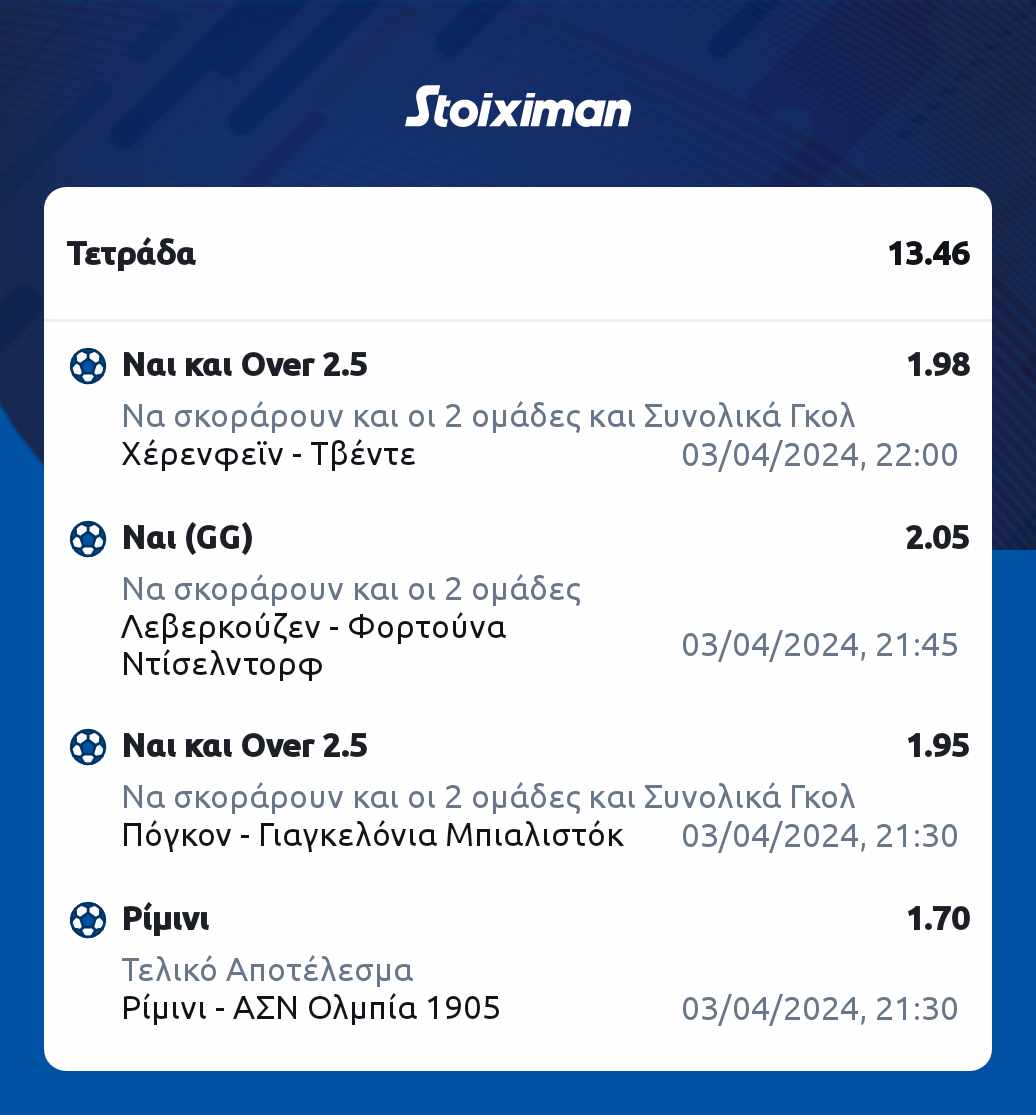 Stoiximan
Τετράδα 13.46
Ναι και Over 2.5 1.98
Να σκοράρουν και οι 2 ομάδες και Συνολικά Γκολ
Χέρενφεϊν - Τβέντε 03/04/2024, 22:00
Ναι (GG) 2.05
Να σκοράρουν και οι 2 ομάδες
Λεβερκούζεν - Φορτούνα
Ντίσελντορφ 03/04/2024, 21:45
Ναι και Over 2.5 1.95
Να σκοράρουν και οι 2 ομάδες και Συνολικά Γκολ
Πόγκον - Γιαγκελόνια Μπιαλιστόκ 03/04/2024, 21:30
Ρίμινι 1.70
Τελικό Αποτέλεσμα
Ρίμινι - ΑΣΝ Ολμπία 1905 03/04/2024, 21:30